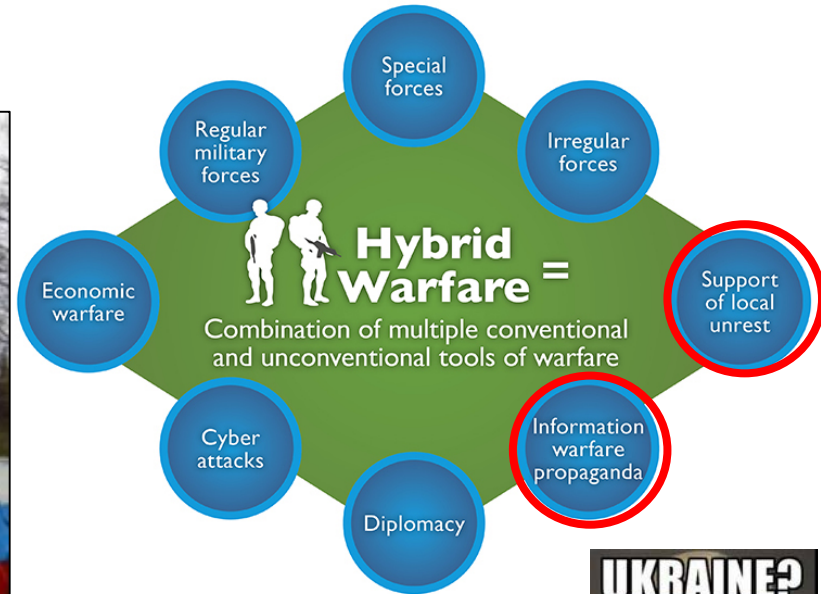 Special
forces
Regular
military
forces
Irregular
forces
Hybrid
Warfare =
Combination of multiple conventional
and unconventional tools of warfare
Economic
warfare
Support
of local
unrest
Cyber
attacks
Information
warfare
propaganda
Diplomacy
UKRAINE?